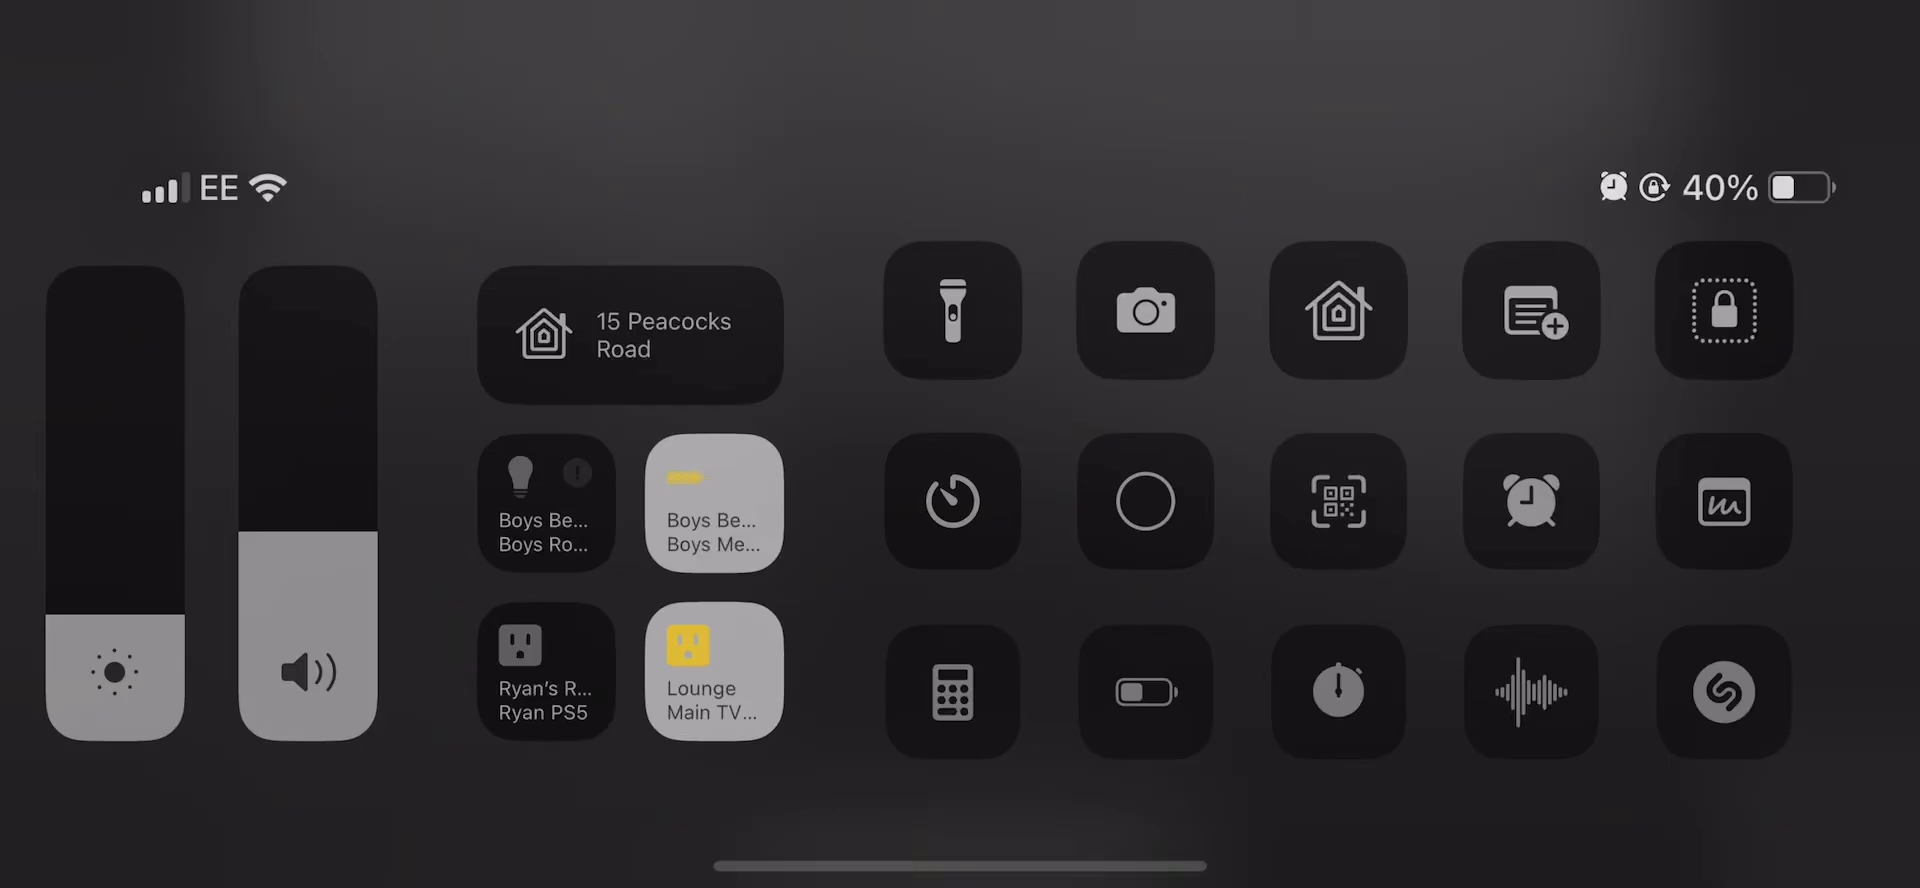 EE
40%
15 Peacocks
Road
Boys Be...
Boys Ro...
Boys Be...
Boys Me...
Ryan's R...
Ryan PS5
Lounge
Main TV...